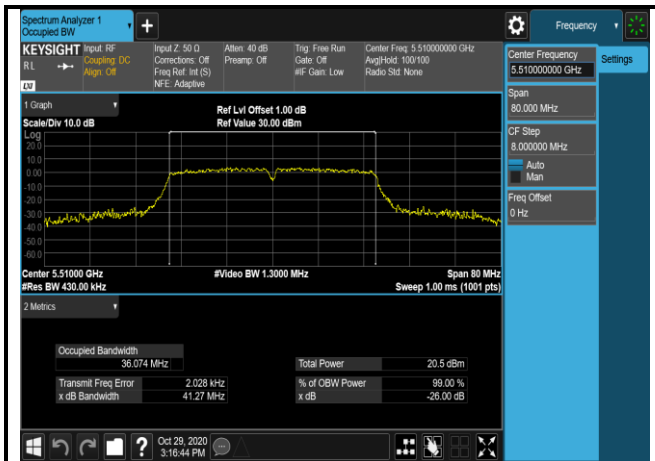 Spectrum Analyzer 1
Occupied BW
+
Frequency
KEYSIGHT
R L
LXI
Input: RF
Coupling: DC
Align: Off
Input Z: 50 Ω
Corrections: Off
Freq Ref: Int (S)
NFE: Adaptive
Atten: 40 dB
Preamp: Off
Trig: Free Run
Gate: Off
#IF Gain: Low
Center Freq: 5.510000000 GHz
Avg|Hold: 100/100
Radio Std: None
Center Frequency
5.510000000 GHz
Settings
Span
80.000 MHz
CF Step
8.000000 MHz
Auto
Man
Freq Offset
0 Hz
1 Graph
Scale/Div 10.0 dB
Ref Lvl Offset 1.00 dB
Ref Value 30.00 dBm
Log
20.0
10.0
0.00
-10.0
-20.0
-30.0
-40.0
-50.0
-60.0
Center 5.51000 GHz
#Res BW 430.00 kHz
#Video BW 1.3000 MHz
Span 80 MHz
Sweep 1.00 ms (1001 pts)
2 Metrics
Occupied Bandwidth
36.074 MHz
Total Power 20.5 dBm
Transmit Freq Error 2.028 kHz
% of OBW Power 99.00 %
x dB Bandwidth 41.27 MHz
x dB -26.00 dB
?
Oct 29, 2020
3:16:44 PM